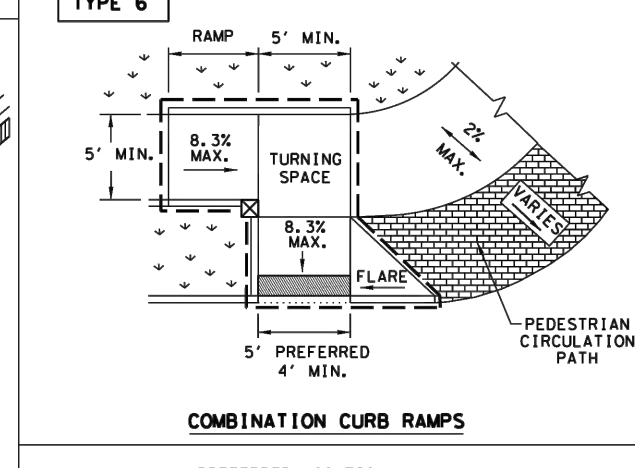 TYPE 6
RAMP
5' MIN.
5' MIN.
8.3%
MAX.
TURNING
SPACE
2%
MAX.
VARIES
8.3%
MAX.
FLARE
PEDESTRIAN
CIRCULATION
PATH
5' PREFERRED
4' MIN.
COMBINATION CURB RAMPS